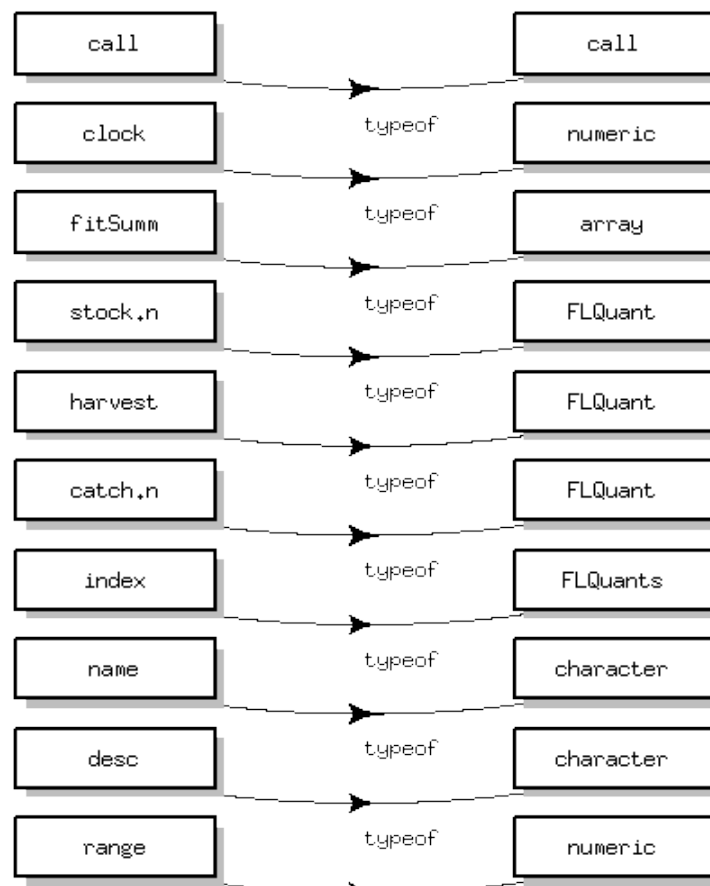 call call
typeof
clock numeric
typeof
fitSumm array
typeof
stock.n FLQuant
typeof
harvest FLQuant
typeof
catch.n FLQuant
typeof
index FLQuants
typeof
name character
typeof
desc character
typeof
range numeric